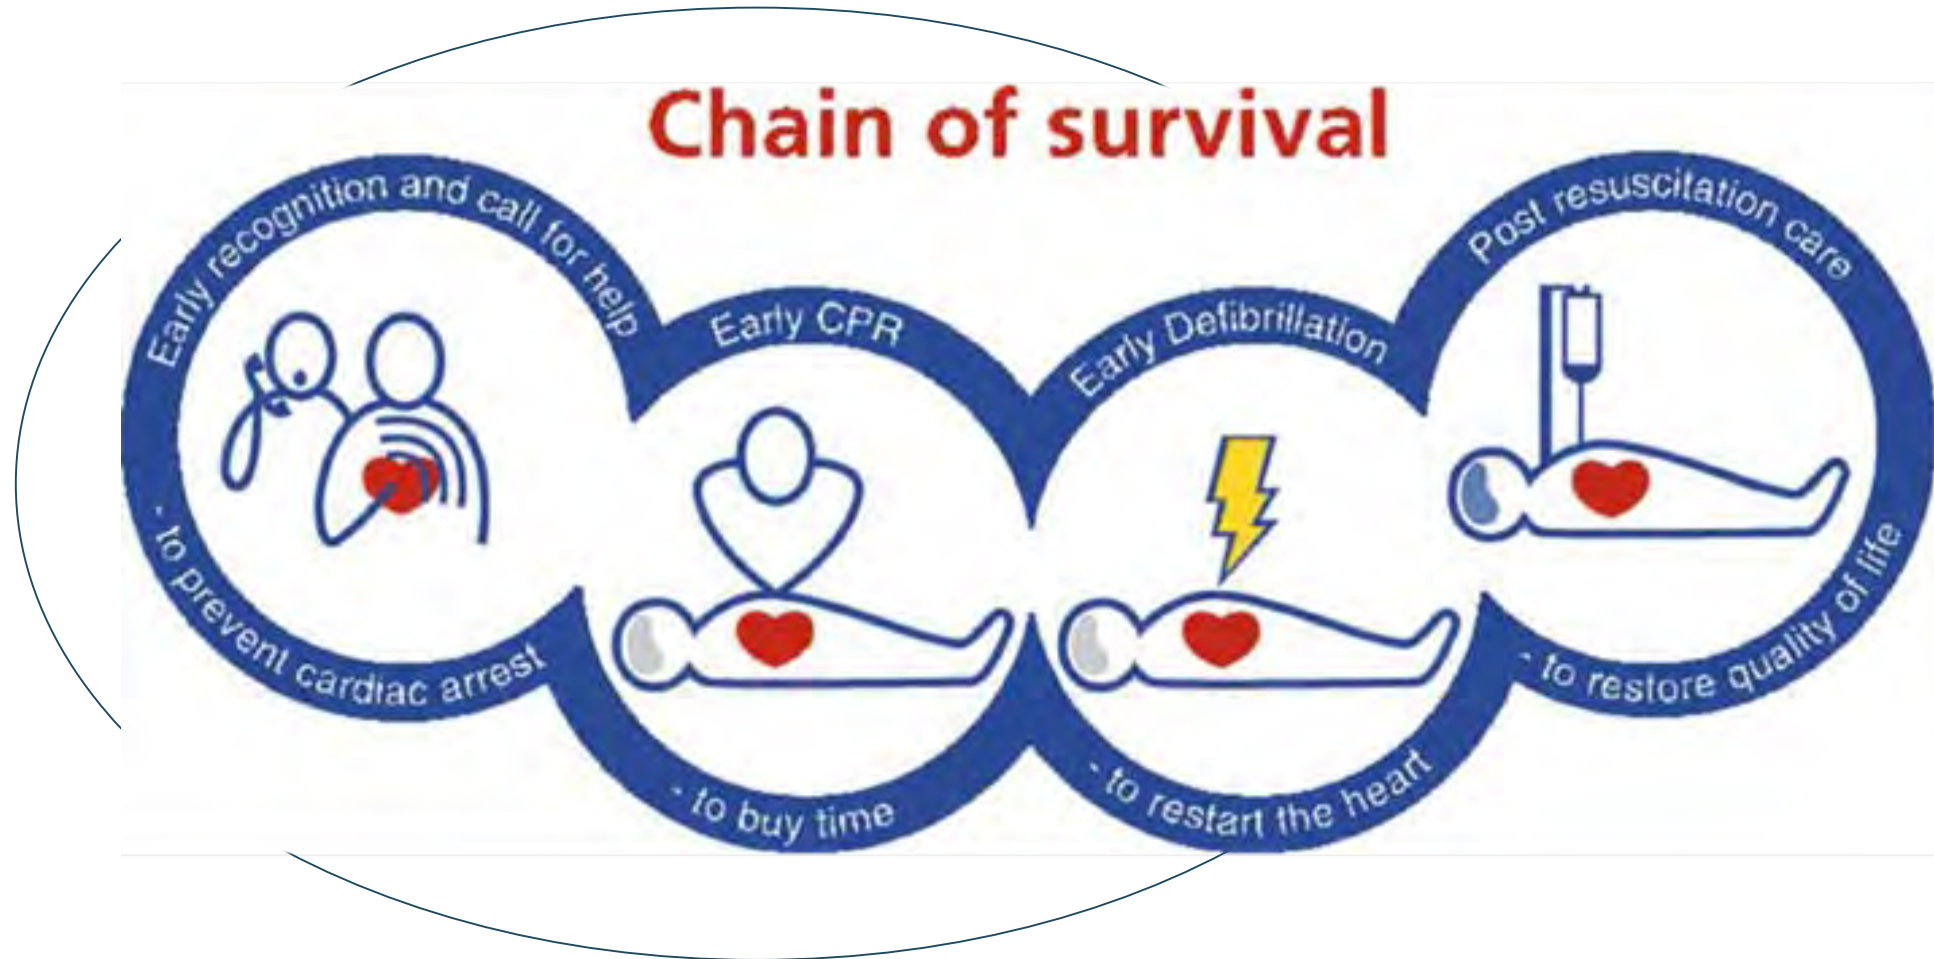 Chain of survival
Early recognition and call for help
- to prevent cardiac arrest
Early CPR
- to buy time
Early Defibrillation
- to restart the heart
Post resuscitation care
- to restore quality of life